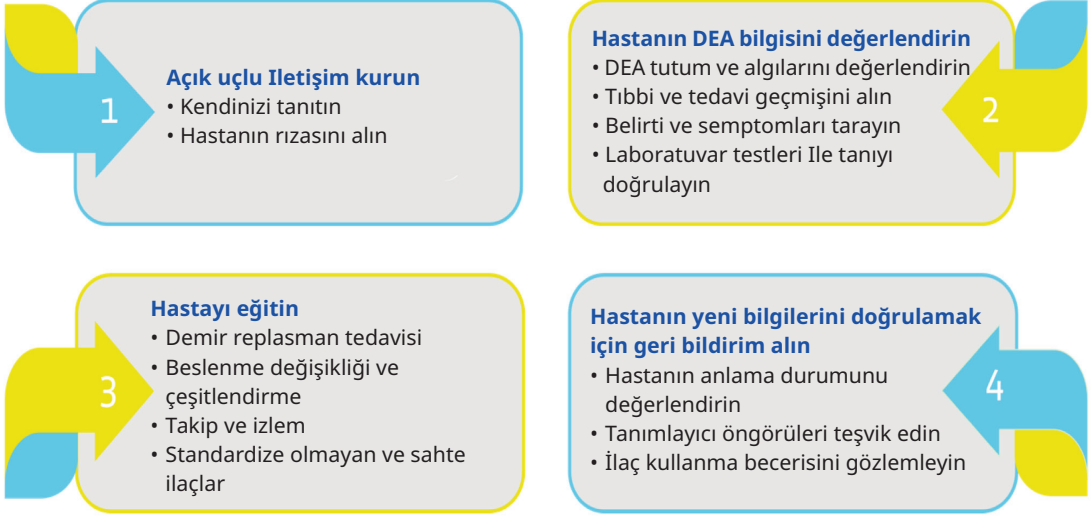 1
Açık uçlu Iletişim kurun
• Kendinizi tanıtın
• Hastanın rızasını alın
2
Hastanın DEA bilgisini değerlendirin
• DEA tutum ve algılarını değerlendirin
• Tıbbi ve tedavi geçmişini alın
• Belirti ve semptomları tarayın
• Laboratuvar testleri Ile tanıyı
doğrulayın
3
Hastayı eğitin
• Demir replasman tedavisi
• Beslenme değişikliği ve
çeşitlendirme
• Takip ve izlem
• Standardize olmayan ve sahte
ilaçlar
4
Hastanın yeni bilgilerini doğrulamak
için geri bildirim alın
• Hastanın anlama durumunu
değerlendirin
• Tanımlayıcı öngörüleri teşvik edin
• İlaç kullanma becerisini gözlemleyin